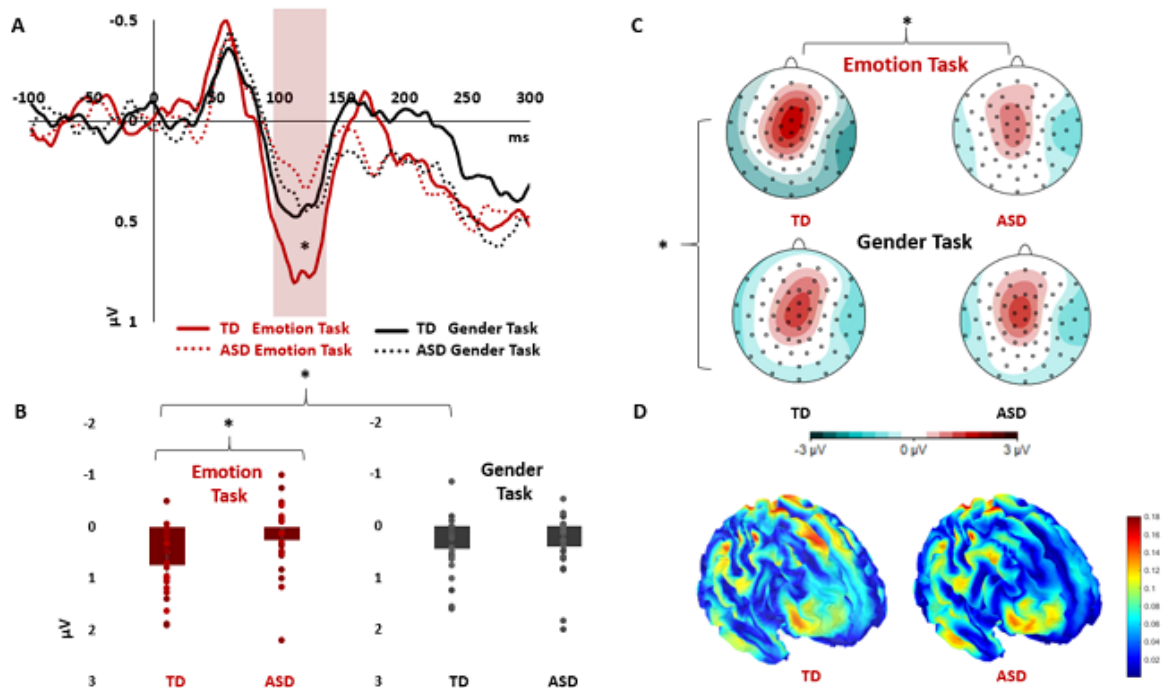 A
-0.5
-100
-50
0
50
100
150
200
250
300
ms
0.5
*
1
µV
TD Emotion Task
TD Gender Task
ASD Emotion Task
ASD Gender Task
B
*
*
-2
-1
0
1
2
3
µV
Emotion
Task
TD
ASD
-2
-1
0
1
2
3
Gender
Task
TD
ASD
C
*
Emotion Task
TD
ASD
*
Gender Task
TD
ASD
-3 µV
0 µV
3 µV
D
TD
ASD
0.18
0.16
0.14
0.12
0.1
0.08
0.06
0.04
0.02